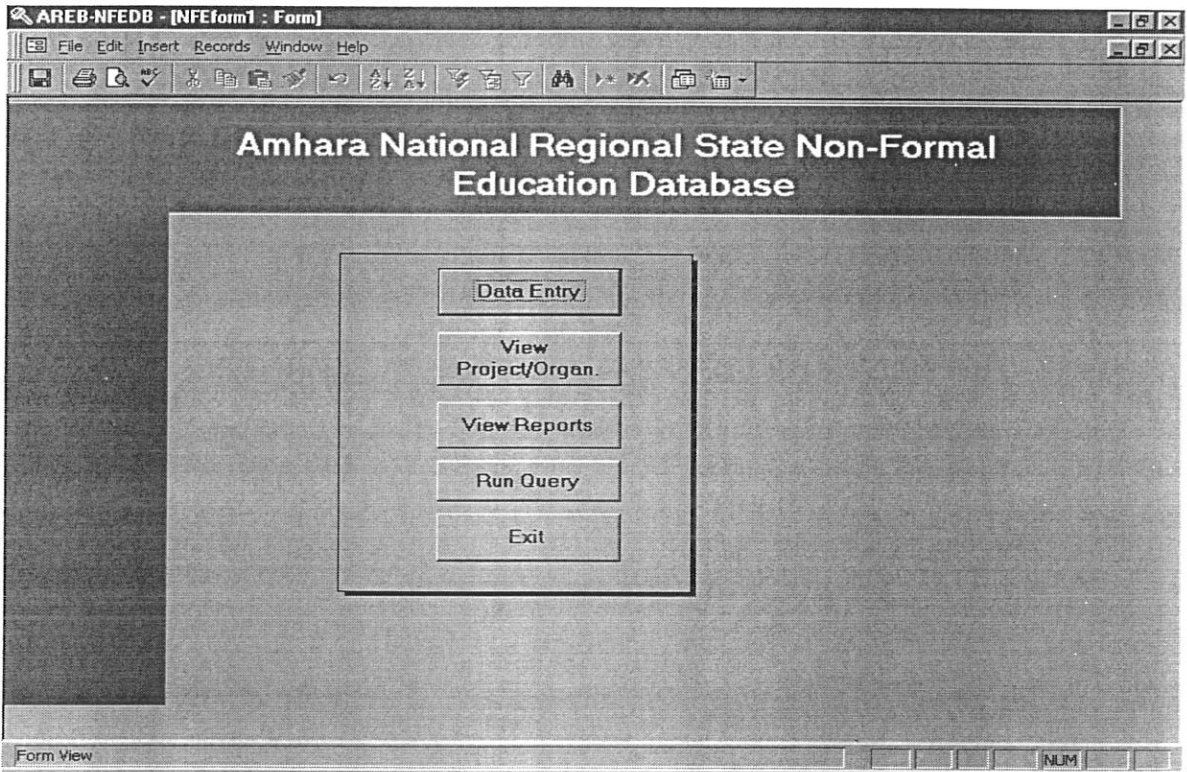 AREB-NFEDB - [NFEform1 : Form]
File Edit Insert Records Window Help
Amhara National Regional State Non-Formal
Education Database
Data Entry
View
Project/Organ.
View Reports
Run Query
Exit
Form View
NUM